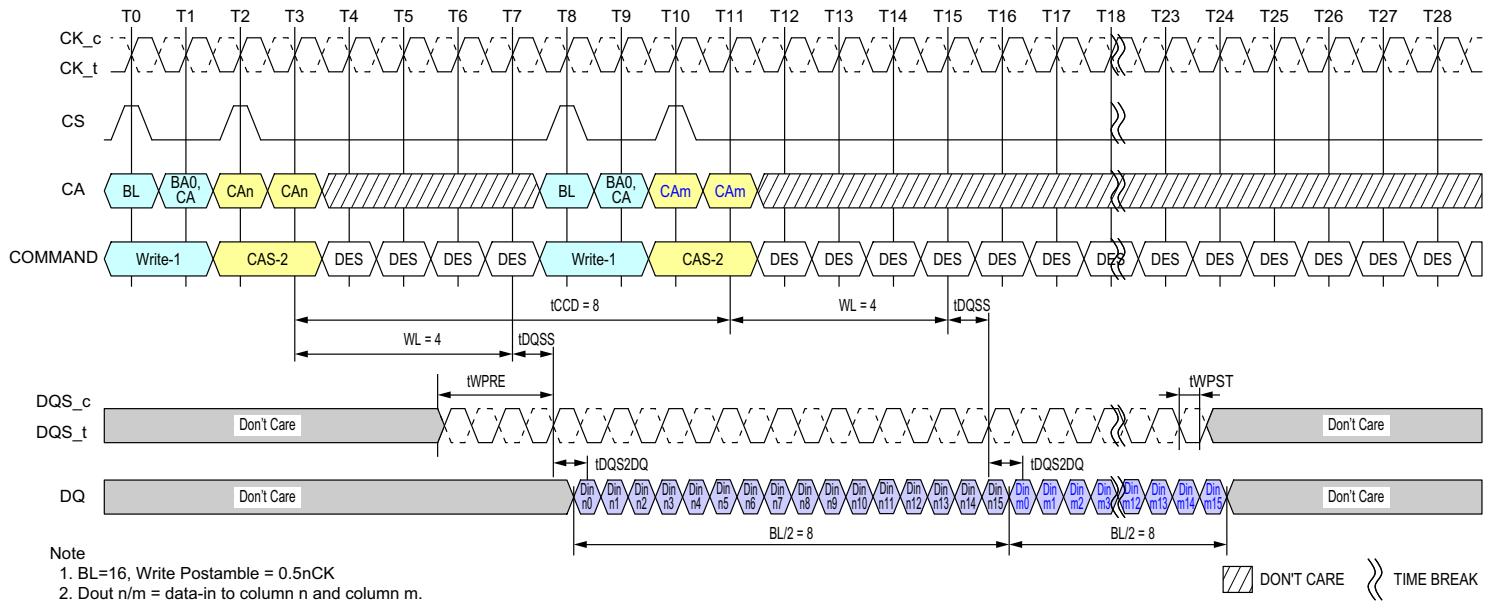 T0 T1 T2 T3 T4 T5 T6 T7 T8 T9 T10 T11 T12 T13 T14 T15 T16 T17 T18 T23 T24 T25 T26 T27 T28
CK_c
CK_t
CS
CA BL BA0, CA CAn CAn BL BA0, CA CAm CAm
COMMAND Write-1 CAS-2 DES DES DES DES Write-1 CAS-2 DES DES DES DES DES DES DES DES DES DES DES DES DES
tCCD = 8 WL = 4 tDQSS
WL = 4 tDQSS
tWPRE tWPST
DQS_c
DQS_t Don't Care Don't Care
tDQS2DQ tDQS2DQ
DQ Don't Care Din n0 Din n1 Din n2 Din n3 Din n4 Din n5 Din n6 Din n7 Din n8 Din n9 Din n10 Din n11 Din n12 Din n13 Din n14 Din n15 Din m0 Din m1 Din m2 Din m3 Din m12 Din m13 Din m14 Din m15 Don't Care
BL/2 = 8 BL/2 = 8
Note
1. BL=16, Write Postamble = 0.5nCK
2. Dout n/m = data-in to column n and column m.
DON'T CARE TIME BREAK